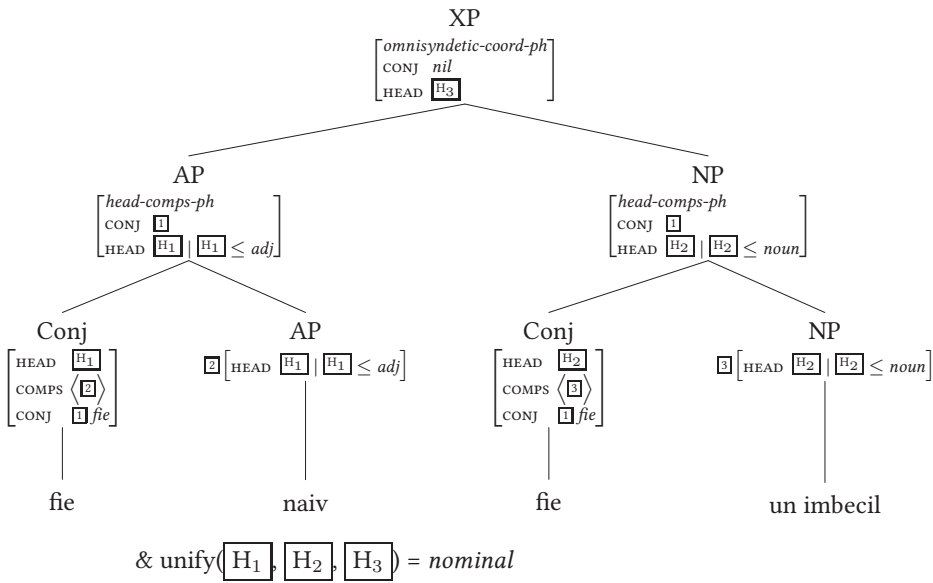 XP
[omnisyndetic-coord-ph
CONJ nil
HEAD H3]
AP NP
[head-comps-ph [head-comps-ph
CONJ 1 CONJ 1
HEAD H1 | H1 ≤ adj] HEAD H2 | H2 ≤ noun]
Conj AP Conj NP
[HEAD H1 2 [HEAD H1 | H1 ≤ adj] [HEAD H2 3 [HEAD H2 | H2 ≤ noun]
COMPS ⟨2⟩ COMPS ⟨3⟩
CONJ 1 fie] CONJ 1 fie]
fie naiv fie un imbecil
& unify(H1, H2, H3) = nominal